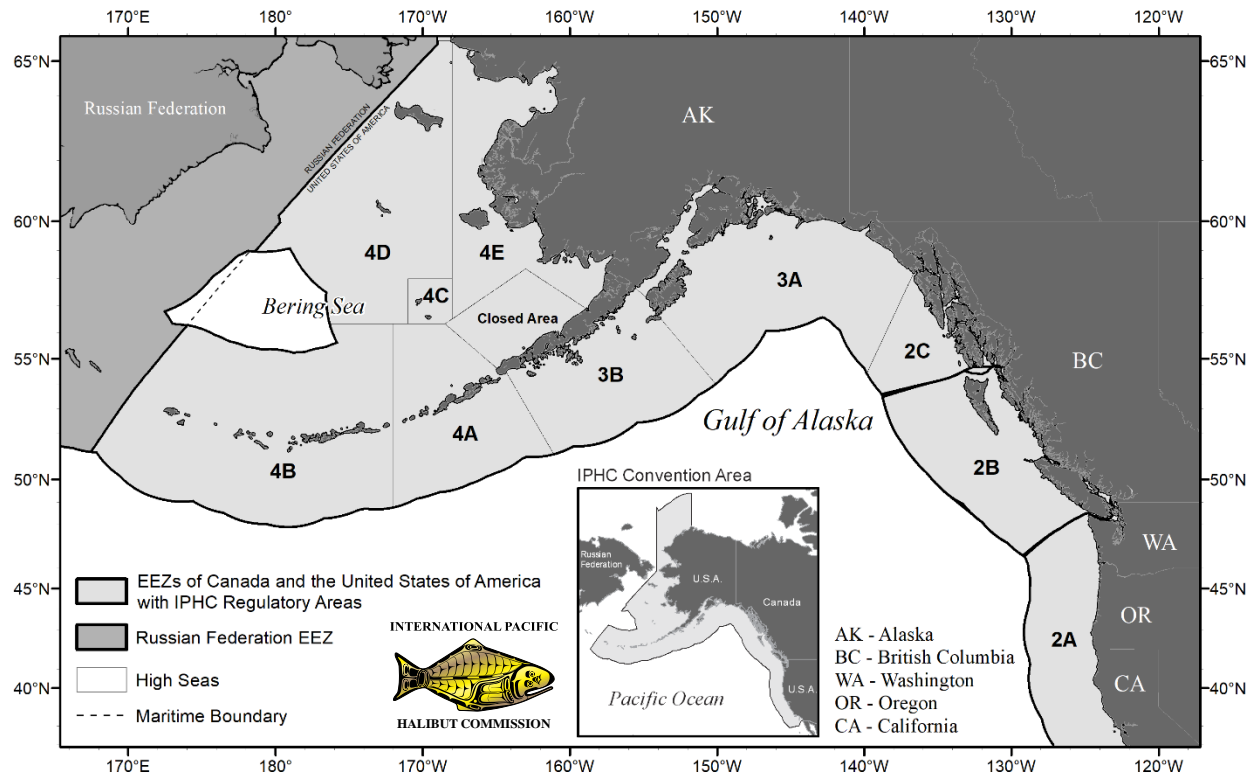 170°E
180°
170°W
160°W
150°W
140°W
130°W
120°W
65°N
65°N
Russian Federation
RUSSIAN FEDERATION
UNITED STATES OF AMERICA
AK
60°N
60°N
4D
4E
4C
3A
Bering Sea
Closed Area
55°N
55°N
2C
BC
3B
Gulf of Alaska
4A
4B
2B
50°N
50°N
IPHC Convention Area
Russian
Federation
U.S.A.
Canada
U.S.A.
Pacific Ocean
WA
OR
CA
2A
45°N
45°N
40°N
40°N
EEZs of Canada and the United States of America
with IPHC Regulatory Areas
Russian Federation EEZ
High Seas
Maritime Boundary
INTERNATIONAL PACIFIC
HALIBUT COMMISSION
AK - Alaska
BC - British Columbia
WA - Washington
OR - Oregon
CA - California
170°E
180°
170°W
160°W
150°W
140°W
130°W
120°W